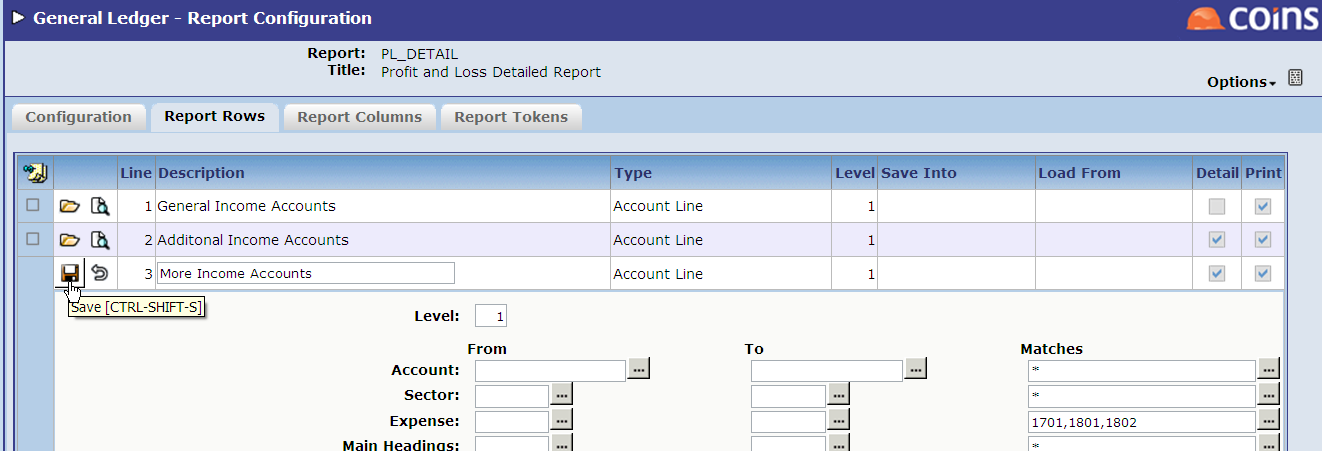 General Ledger - Report Configuration
coins
Report: PL_DETAIL
Title: Profit and Loss Detailed Report
Options
Configuration Report Rows Report Columns Report Tokens
Line Description Type Level Save Into Load From Detail Print
1 General Income Accounts Account Line 1
2 Additonal Income Accounts Account Line 1
3 More Income Accounts Account Line 1
Save [CTRL-SHIFT-S]
Level: 1
From To Matches
Account: ... ... * ...
Sector: ... ... * ...
Expense: ... ... 1701,1801,1802 ...
Main Headings: ... ... * ...